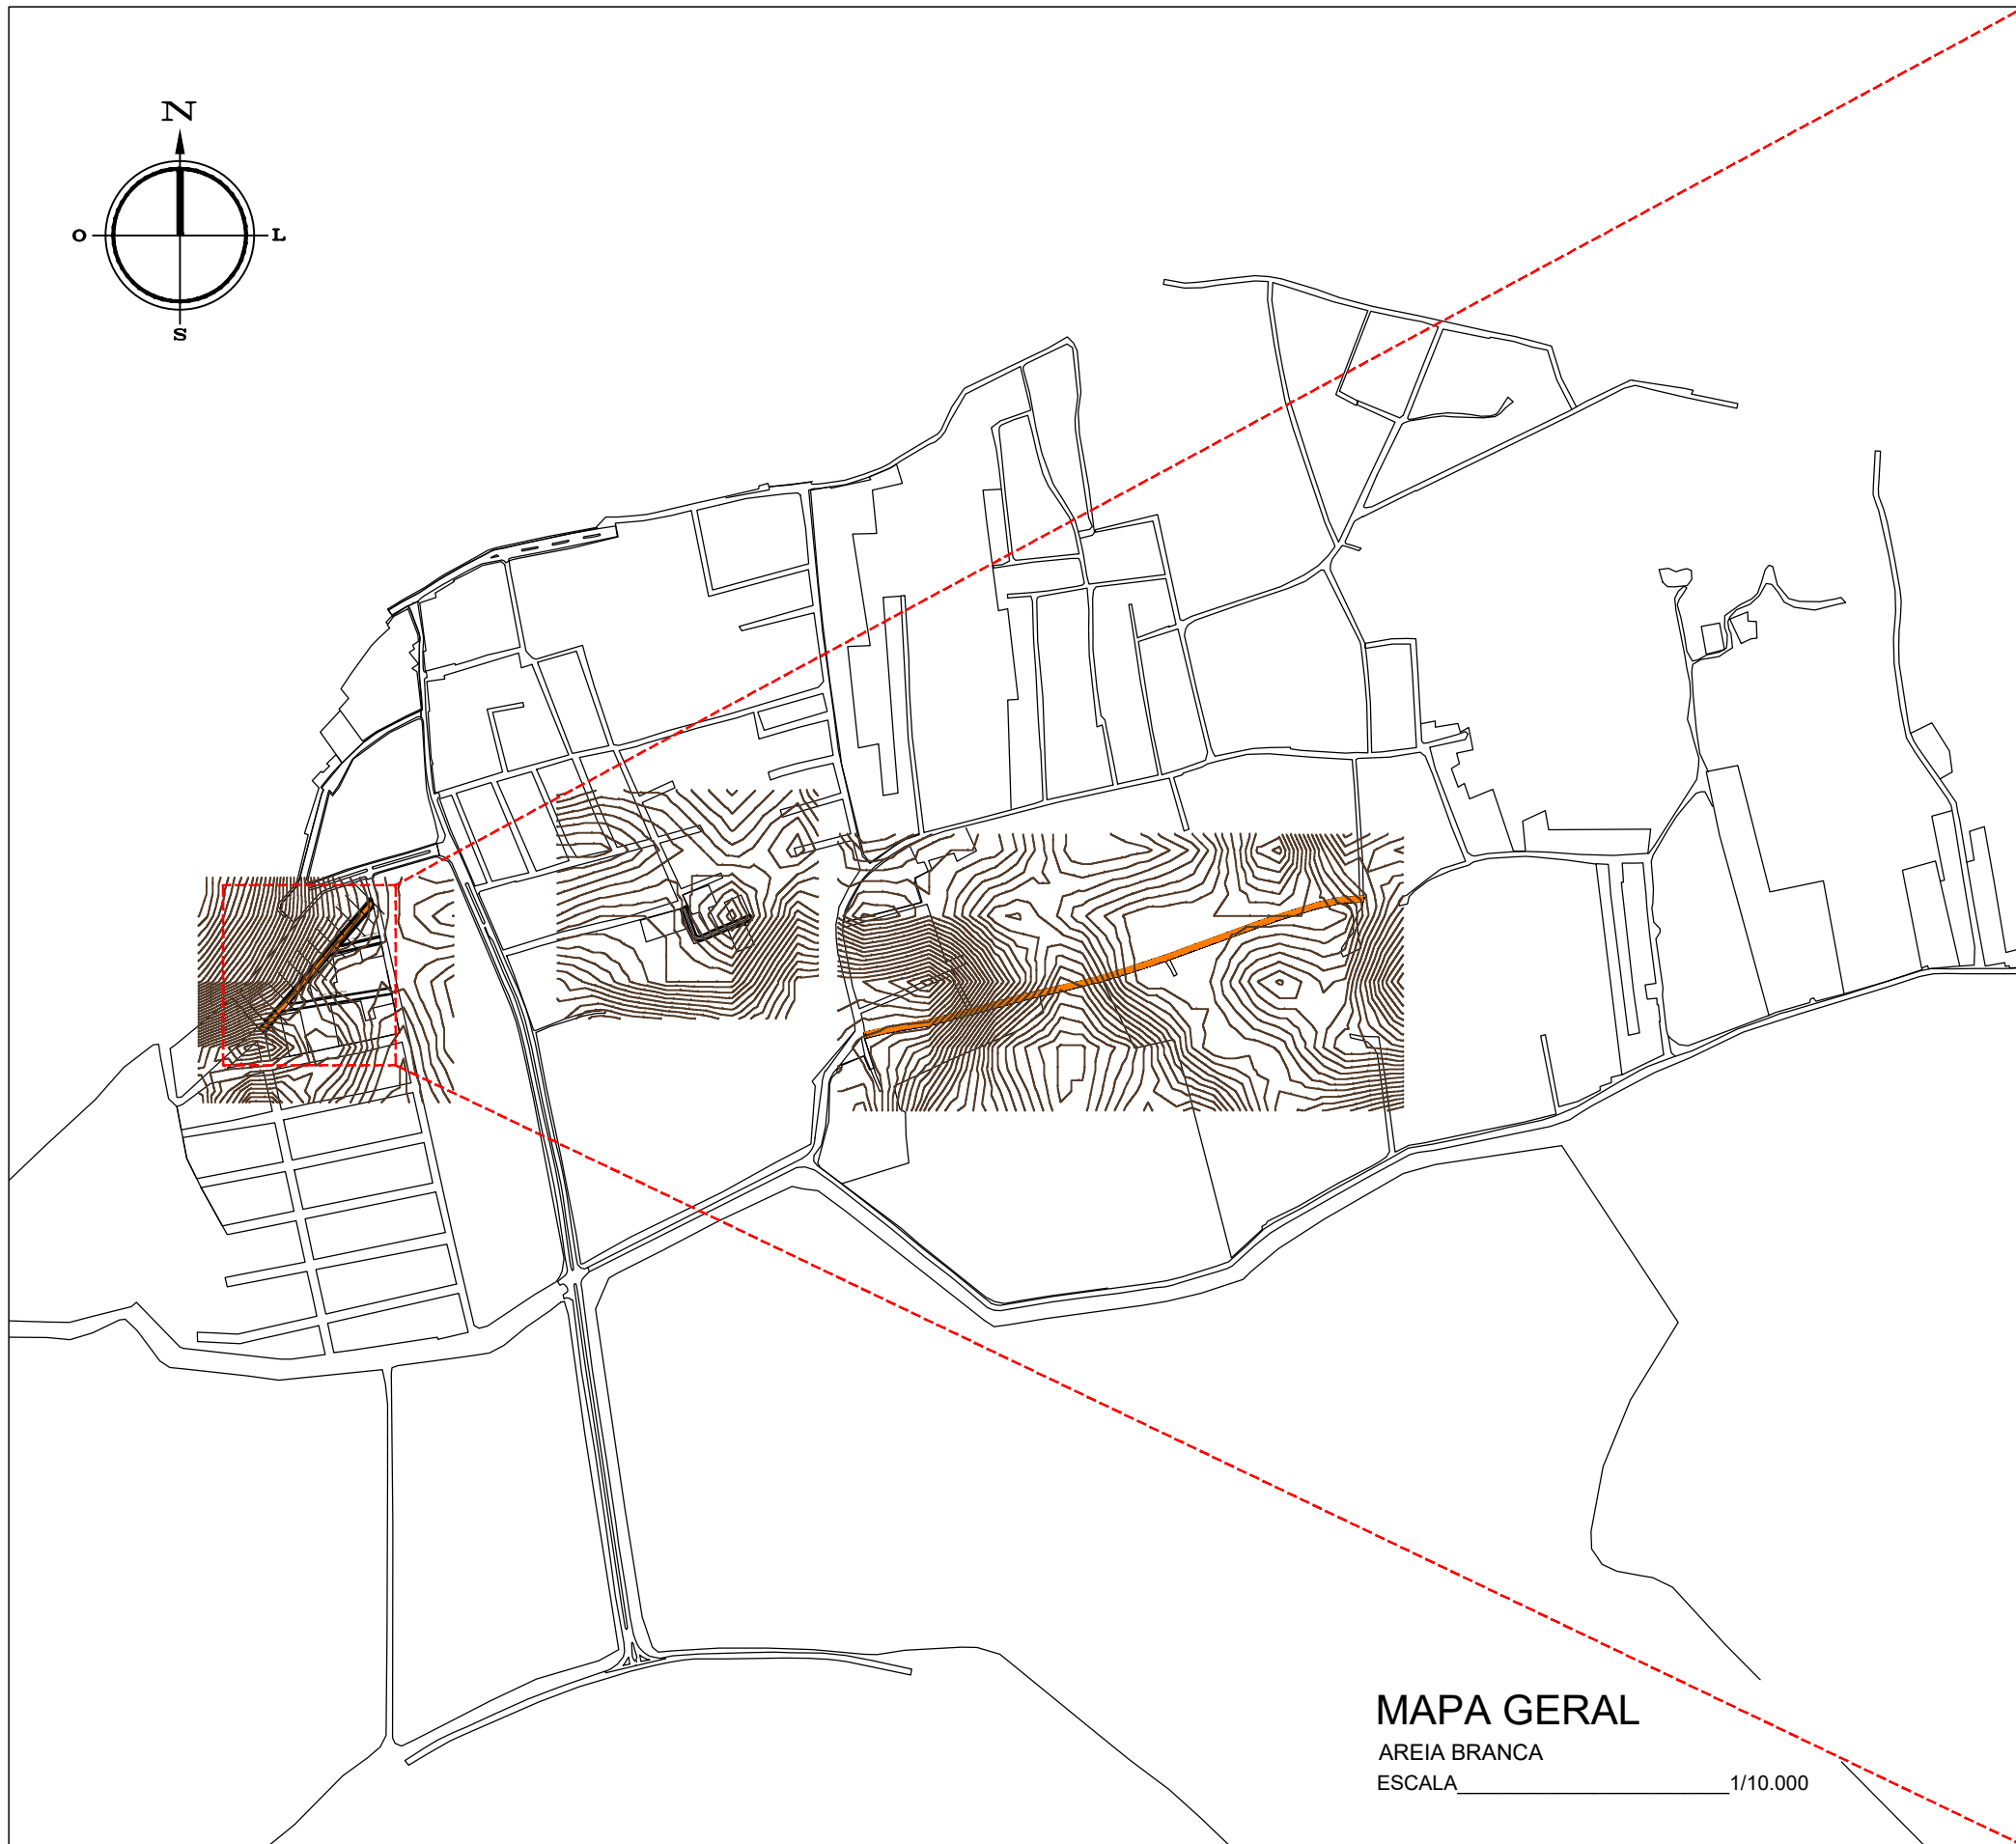 N
O L
S
MAPA GERAL
AREIA BRANCA
ESCALA 1/10.000